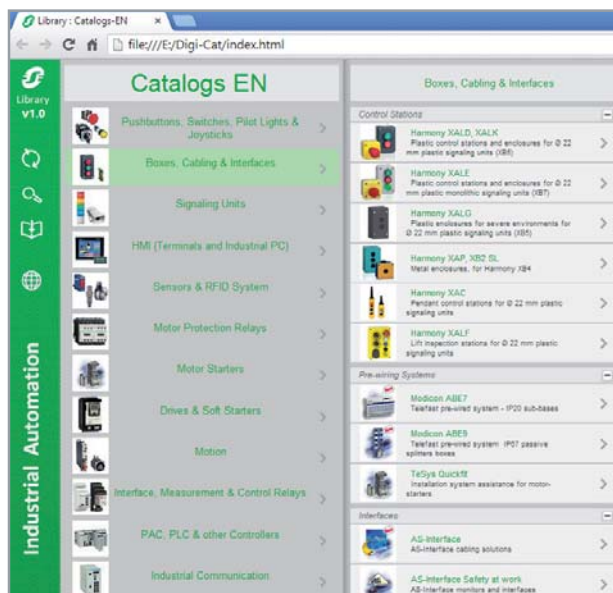 Library : Catalogs-EN
file:///E:/Digi-Cat/index.html
Library
v1.0
Industrial Automation
Catalogs EN
Pushbuttons, Switches, Pilot Lights &
Joysticks
Boxes, Cabling & Interfaces
Signaling Units
HMI (Terminals and Industrial PC)
Sensors & RFID System
Motor Protection Relays
Motor Starters
Drives & Soft Starters
Motion
Interface, Measurement & Control Relays
PAC, PLC & other Controllers
Industrial Communication
Boxes, Cabling & Interfaces
Control Stations
Harmony XALD, XALK
Plastic control stations and enclosures for Ø 22
mm plastic signaling units (XB5)
Harmony XALE
Plastic control stations and enclosures for Ø 22
mm plastic monolithic signaling units (XB7)
Harmony XALG
Plastic enclosures for severe environments for
Ø 22 mm plastic signaling units (XB5)
Harmony XAP, XB2 SL
Metal enclosures, for Harmony XB4
Harmony XAC
Pendant control stations for Ø 22 mm plastic
signaling units
Harmony XALF
Lift inspection stations for Ø 22 mm plastic
signaling units
Pre-wiring Systems
Modicon ABE7
Telefast pre-wired system - IP20 sub-bases
Modicon ABE9
Telefast pre-wired system IP67 passive
splitters boxes
TeSys Quickfit
Installation system assistance for motor-
starters
Interfaces
AS-Interface
AS-Interface cabling solutions
AS-Interface Safety at work
AS-Interface monitors and interfaces